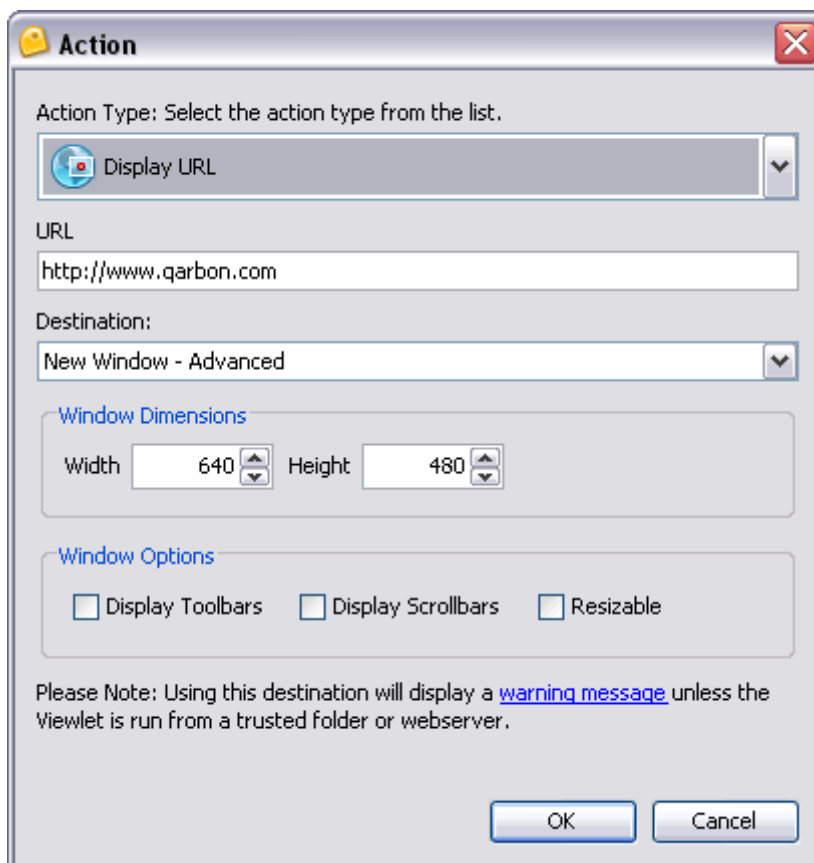 Action
Action Type: Select the action type from the list.
Display URL
URL
http://www.qarbon.com
Destination:
New Window - Advanced
Window Dimensions
Width 640 Height 480
Window Options
Display Toolbars Display Scrollbars Resizable
Please Note: Using this destination will display a warning message unless the
Viewlet is run from a trusted folder or webserver.
OK Cancel